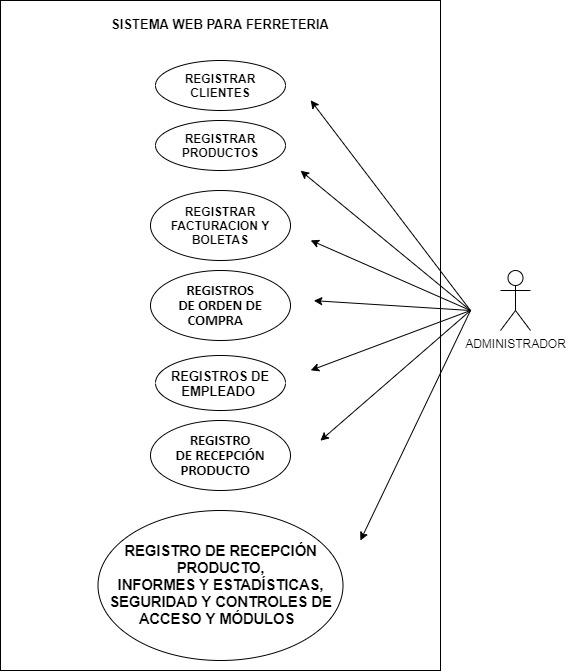 SISTEMA WEB PARA FERRETERIA
REGISTRAR
CLIENTES
REGISTRAR
PRODUCTOS
REGISTRAR
FACTURACION Y
BOLETAS
REGISTROS
DE ORDEN DE
COMPRA
REGISTROS DE
EMPLEADO
REGISTRO
DE RECEPCIÓN
PRODUCTO
REGISTRO DE RECEPCIÓN
PRODUCTO,
INFORMES Y ESTADÍSTICAS,
SEGURIDAD Y CONTROLES DE
ACCESO Y MÓDULOS
ADMINISTRADOR